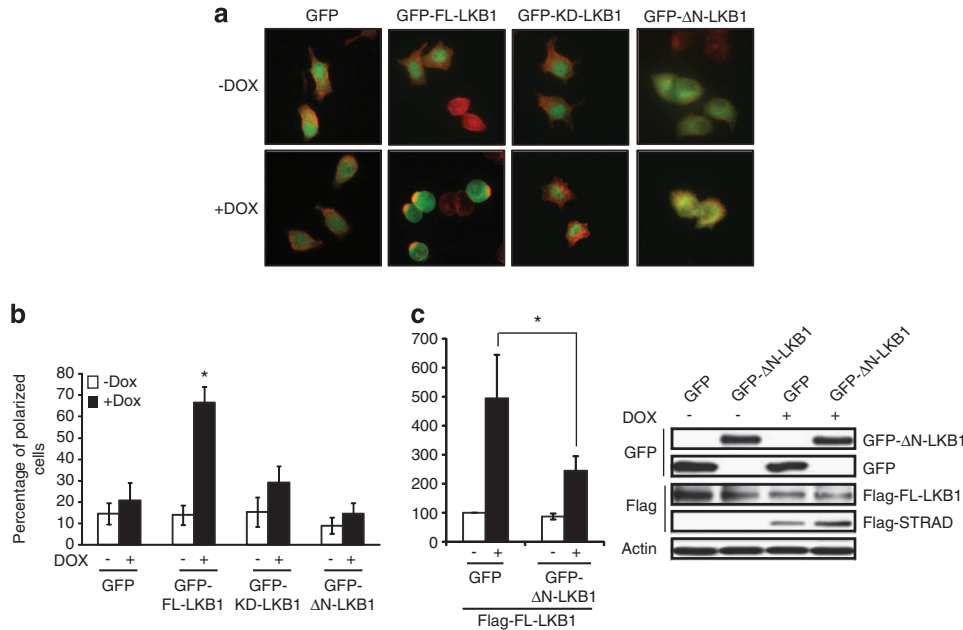 a
GFP GFP-FL-LKB1 GFP-KD-LKB1 GFP-ΔN-LKB1
-DOX
+DOX
b
Percentage of polarized cells
80
70
60
50
40
30
20
10
0
-Dox
+Dox
*
DOX - + - + - + - +
GFP GFP-FL-LKB1 GFP-KD-LKB1 GFP-ΔN-LKB1
c
700
600
500
400
300
200
100
*
- + - +
GFP GFP-ΔN-LKB1
Flag-FL-LKB1
GFP GFP-ΔN-LKB1 GFP GFP-ΔN-LKB1
DOX - - + +
GFP GFP-ΔN-LKB1
GFP
Flag Flag-FL-LKB1
Flag-STRAD
Actin